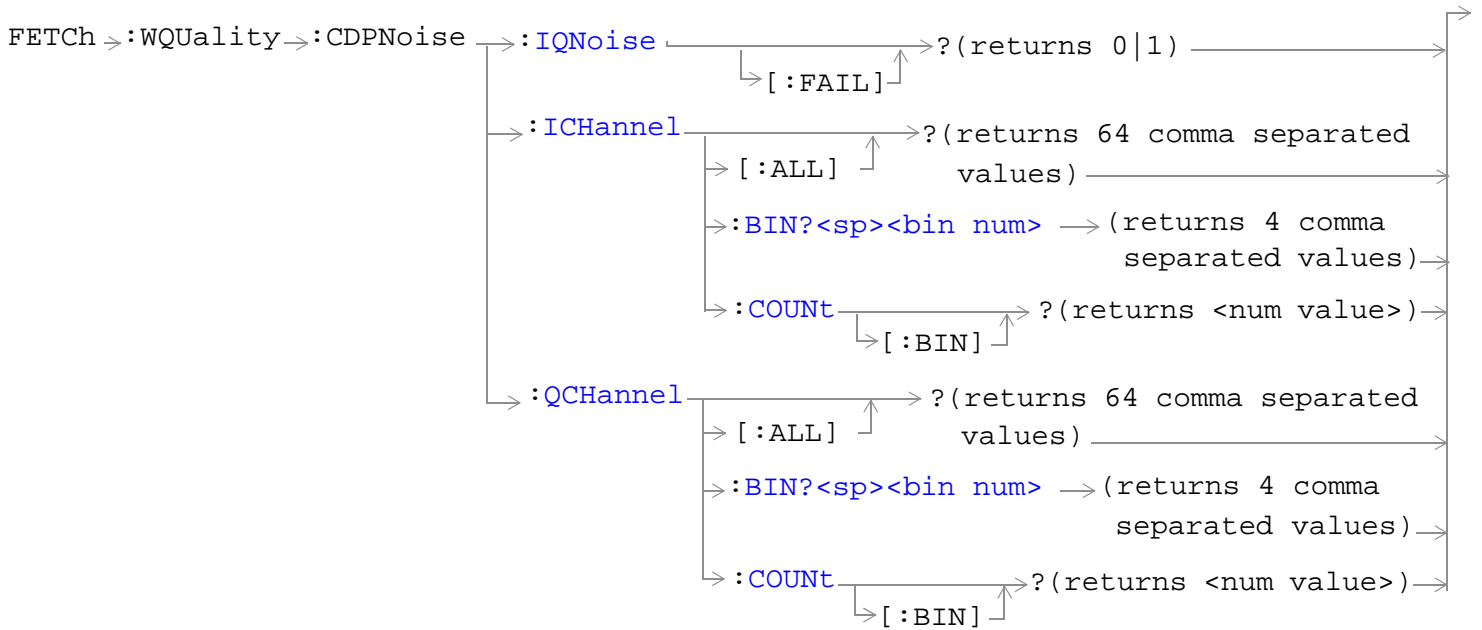 FETCh :WQUality :CDPNoise :IQNoise ?(returns 0|1)
[:FAIL]
:ICHannel ?(returns 64 comma separated
[:ALL] values)
:BIN?<sp><bin num> (returns 4 comma
separated values)
:COUNt ?(returns <num value>)
[:BIN]
:QCHannel ?(returns 64 comma separated
[:ALL] values)
:BIN?<sp><bin num> (returns 4 comma
separated values)
:COUNt ?(returns <num value>)
[:BIN]